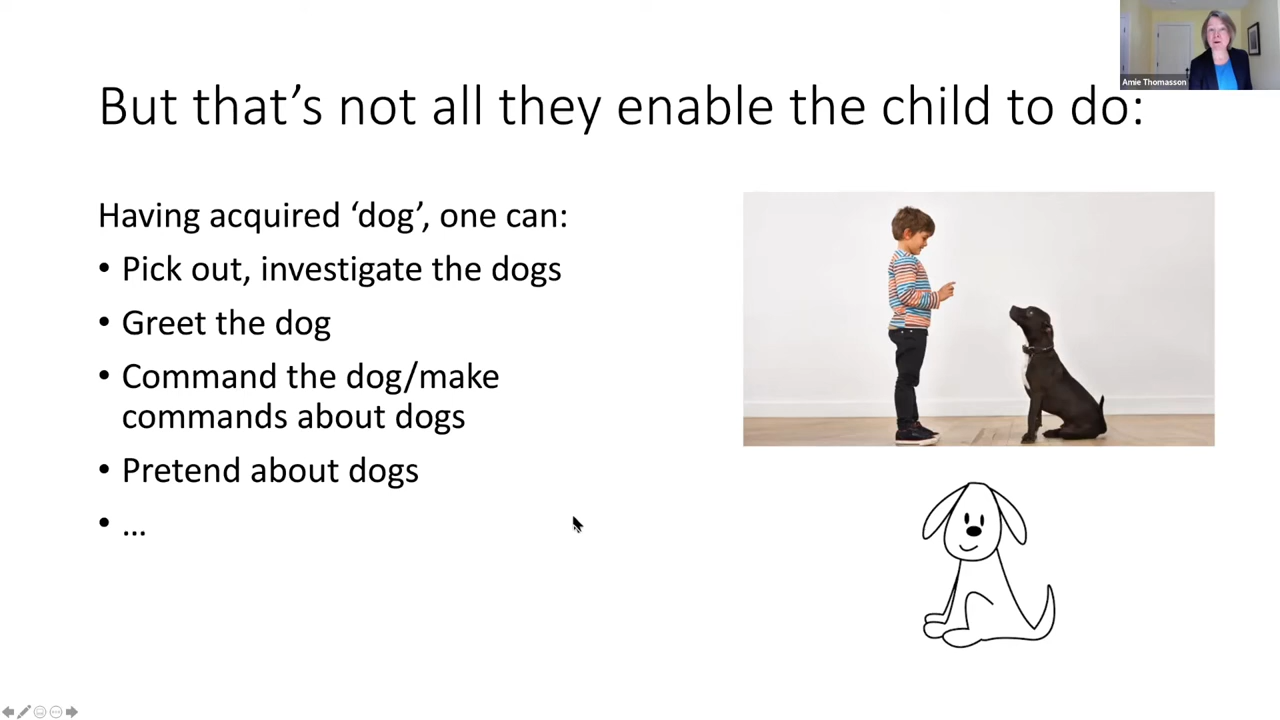 Amie Thomasson
But that’s not all they enable the child to do:
Having acquired ‘dog’, one can:
• Pick out, investigate the dogs
• Greet the dog
• Command the dog/make
commands about dogs
• Pretend about dogs
• ...